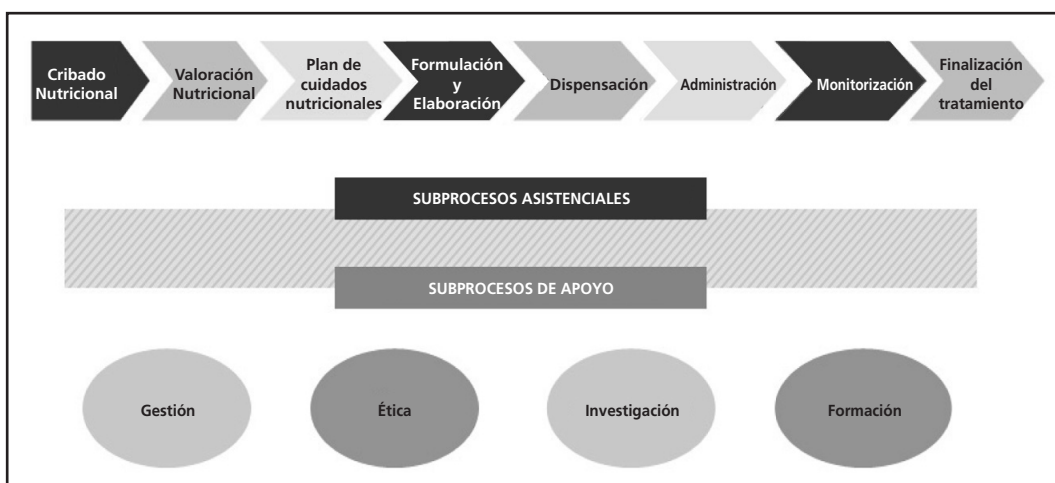 Cribado
Nutricional
Valoración
Nutricional
Plan de
cuidados
nutricionales
Formulación
y
Elaboración
Dispensación
Administración
Monitorización
Finalización
del
tratamiento
SUBPROCESOS ASISTENCIALES
SUBPROCESOS DE APOYO
Gestión
Ética
Investigación
Formación